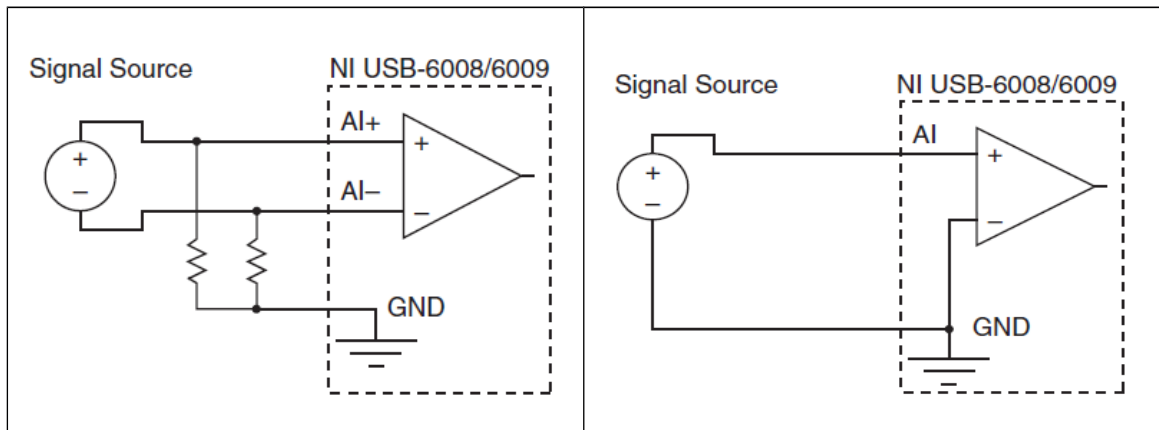 Signal Source NI USB-6008/6009
AI+
+
+
−
AI−
−
GND
Signal Source NI USB-6008/6009
AI
+
+
−
−
GND